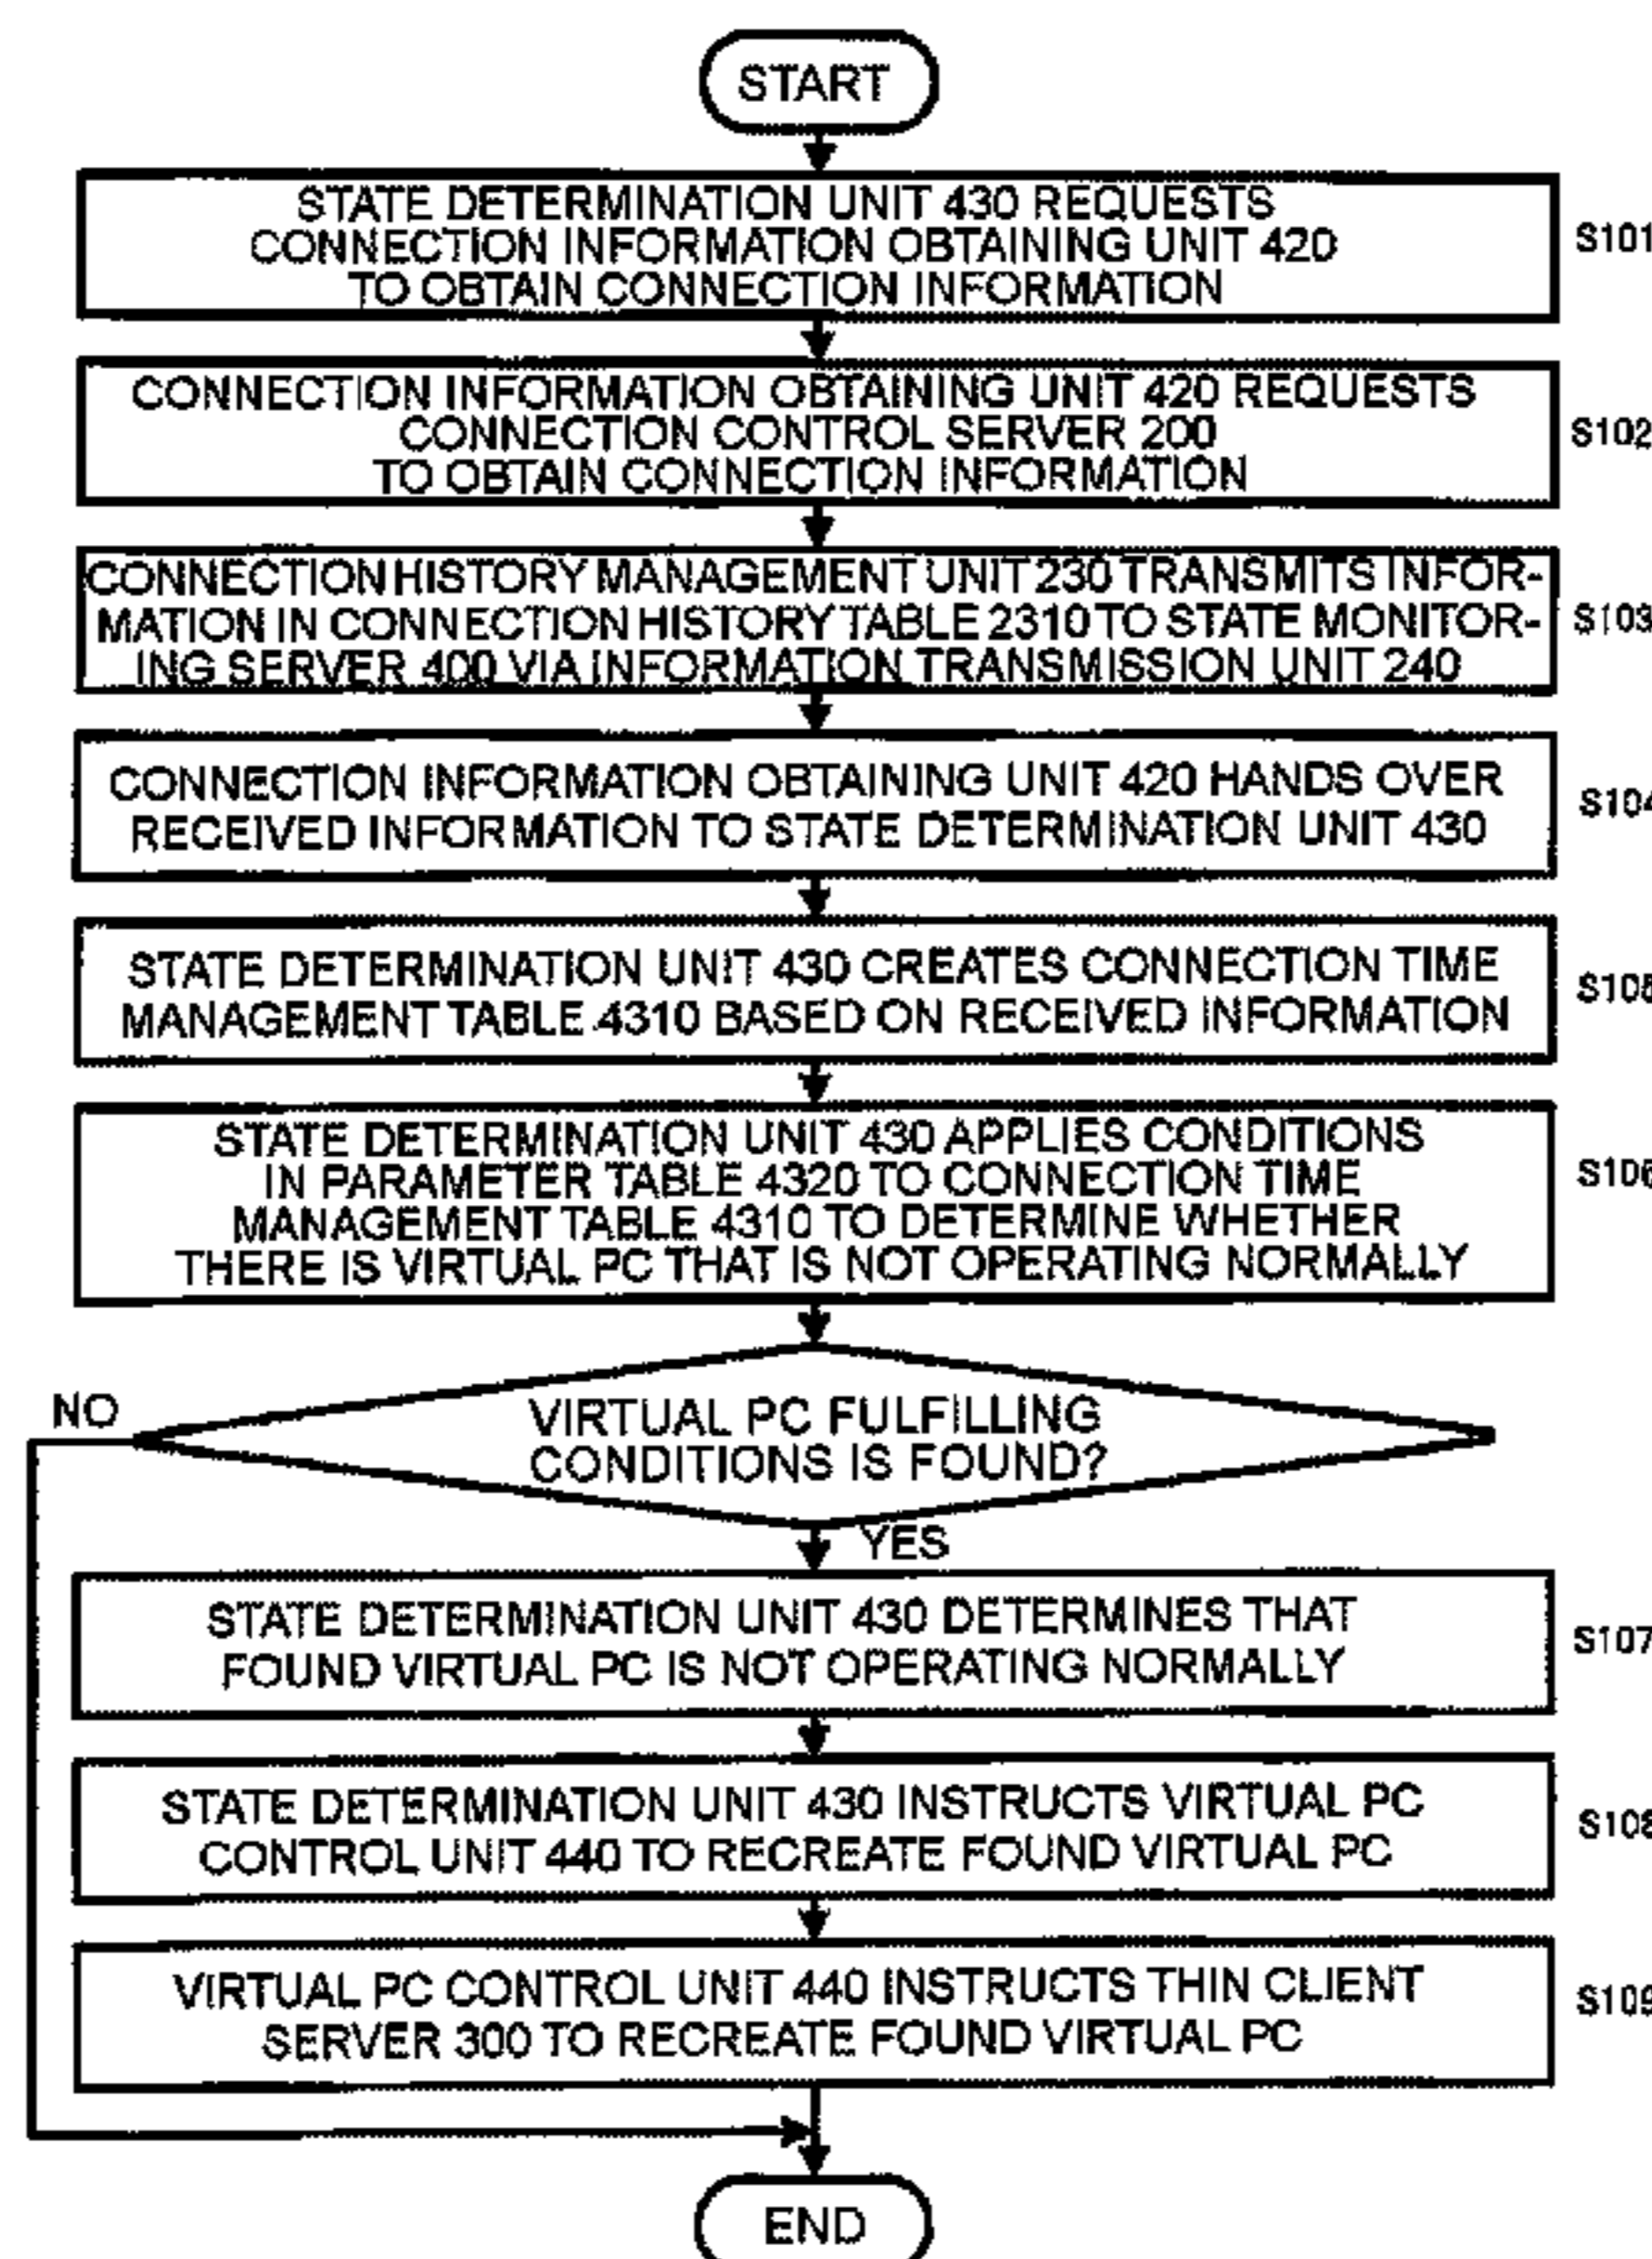 START
STATE DETERMINATION UNIT 430 REQUESTS
CONNECTION INFORMATION OBTAINING UNIT 420
TO OBTAIN CONNECTION INFORMATION
S101
CONNECTION INFORMATION OBTAINING UNIT 420 REQUESTS
CONNECTION CONTROL SERVER 200
TO OBTAIN CONNECTION INFORMATION
S102
CONNECTION HISTORY MANAGEMENT UNIT 230 TRANSMITS INFOR-
MATION IN CONNECTION HISTORY TABLE 2310 TO STATE MONITOR-
ING SERVER 400 VIA INFORMATION TRANSMISSION UNIT 240
S103
CONNECTION INFORMATION OBTAINING UNIT 420 HANDS OVER
RECEIVED INFORMATION TO STATE DETERMINATION UNIT 430
S104
STATE DETERMINATION UNIT 430 CREATES CONNECTION TIME
MANAGEMENT TABLE 4310 BASED ON RECEIVED INFORMATION
S105
STATE DETERMINATION UNIT 430 APPLIES CONDITIONS
IN PARAMETER TABLE 4320 TO CONNECTION TIME
MANAGEMENT TABLE 4310 TO DETERMINE WHETHER
THERE IS VIRTUAL PC THAT IS NOT OPERATING NORMALLY
S106
NO
VIRTUAL PC FULFILLING
CONDITIONS IS FOUND?
YES
STATE DETERMINATION UNIT 430 DETERMINES THAT
FOUND VIRTUAL PC IS NOT OPERATING NORMALLY
S107
STATE DETERMINATION UNIT 430 INSTRUCTS VIRTUAL PC
CONTROL UNIT 440 TO RECREATE FOUND VIRTUAL PC
S108
VIRTUAL PC CONTROL UNIT 440 INSTRUCTS THIN CLIENT
SERVER 300 TO RECREATE FOUND VIRTUAL PC
S109
END